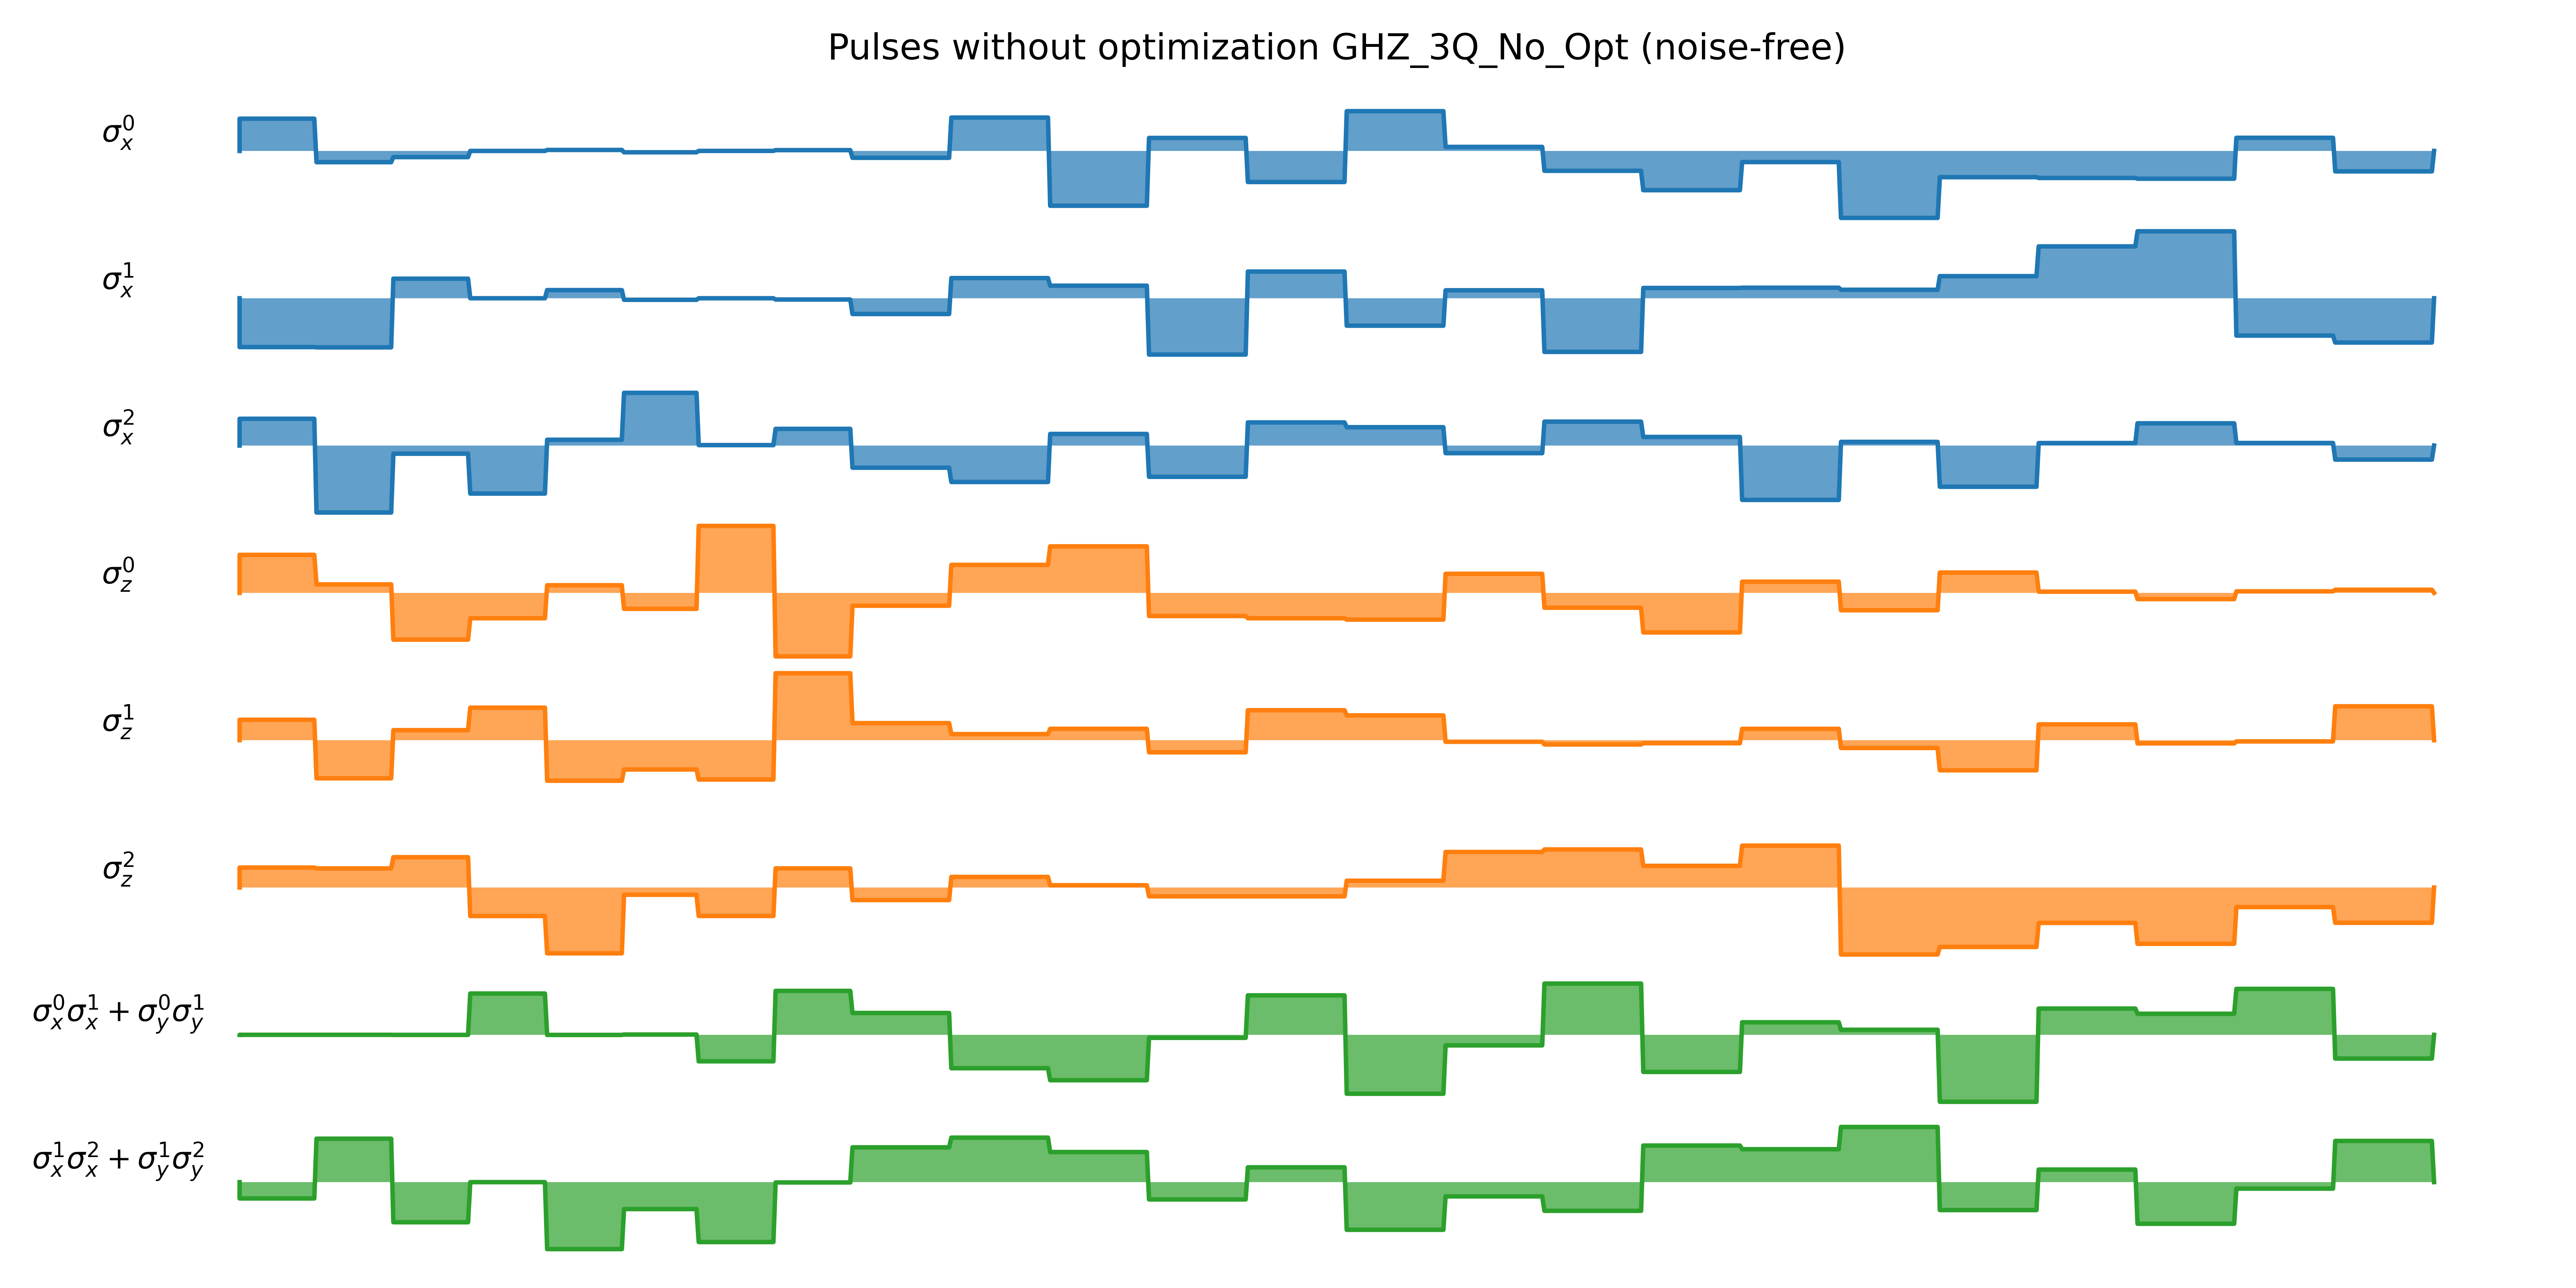 Pulses without optimization GHZ_3Q_No_Opt (noise-free)
σ_x^0
σ_x^1
σ_x^2
σ_z^0
σ_z^1
σ_z^2
σ_x^0σ_x^1 + σ_y^0σ_y^1
σ_x^1σ_x^2 + σ_y^1σ_y^2